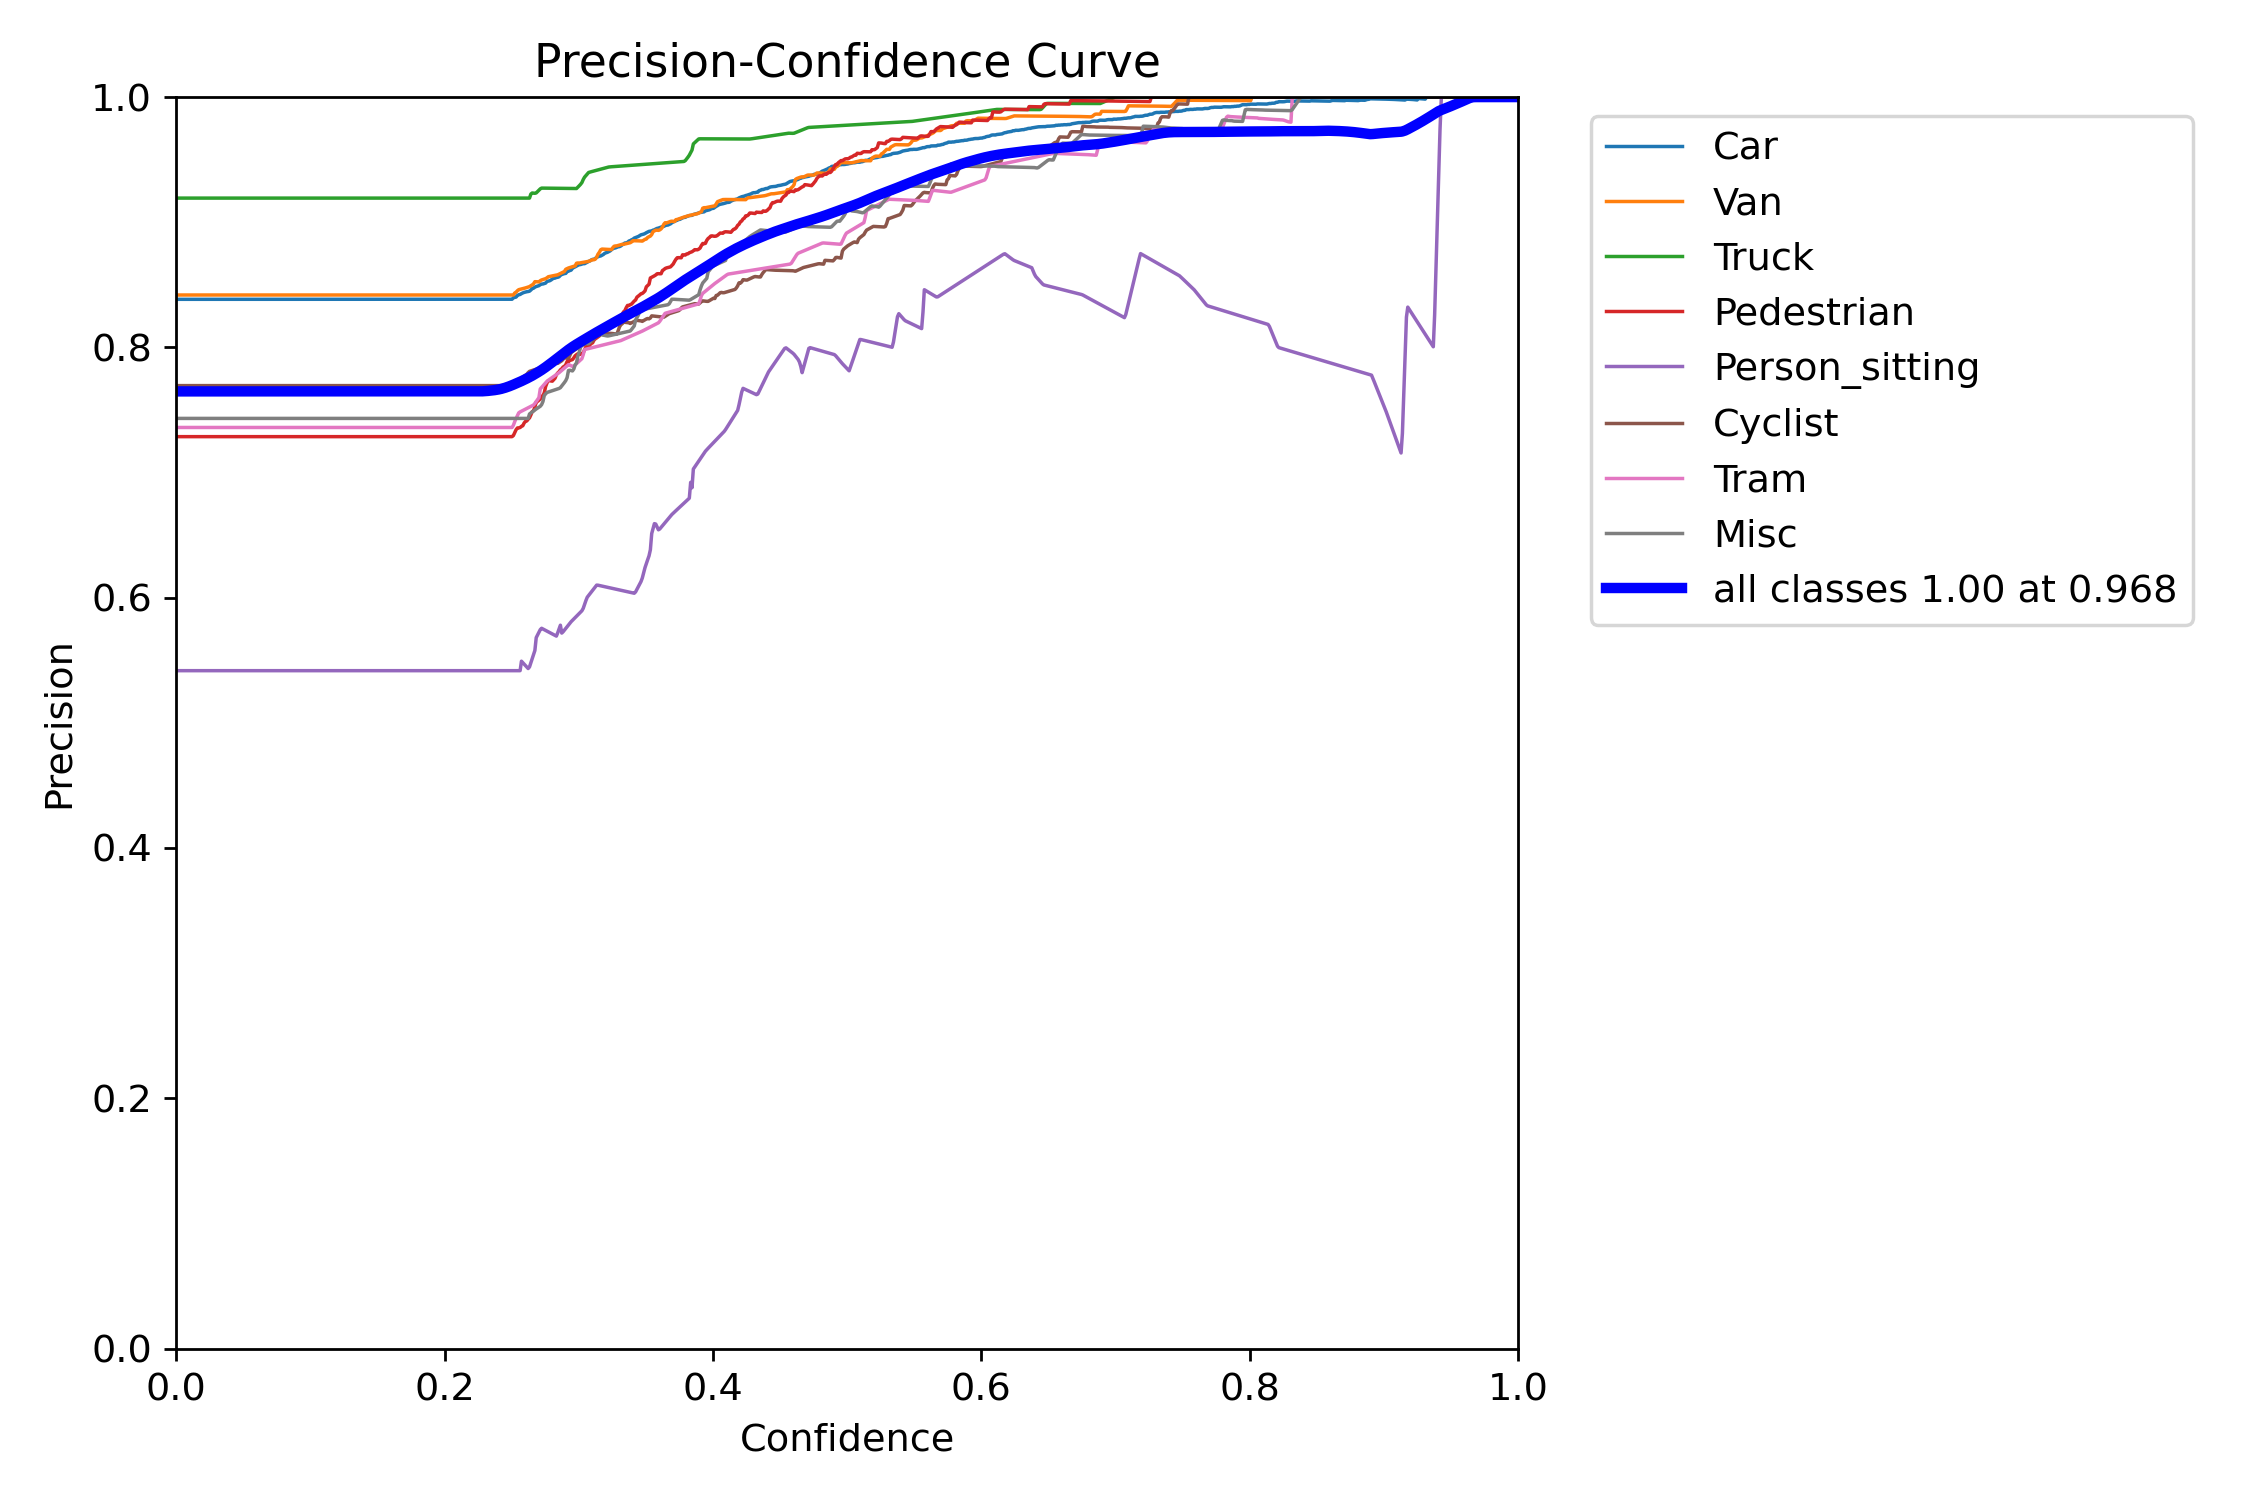 Precision-Confidence Curve
1.0
0.8
0.6
0.4
0.2
0.0
Precision
0.0 0.2 0.4 0.6 0.8 1.0
Confidence
Car
Van
Truck
Pedestrian
Person_sitting
Cyclist
Tram
Misc
all classes 1.00 at 0.968